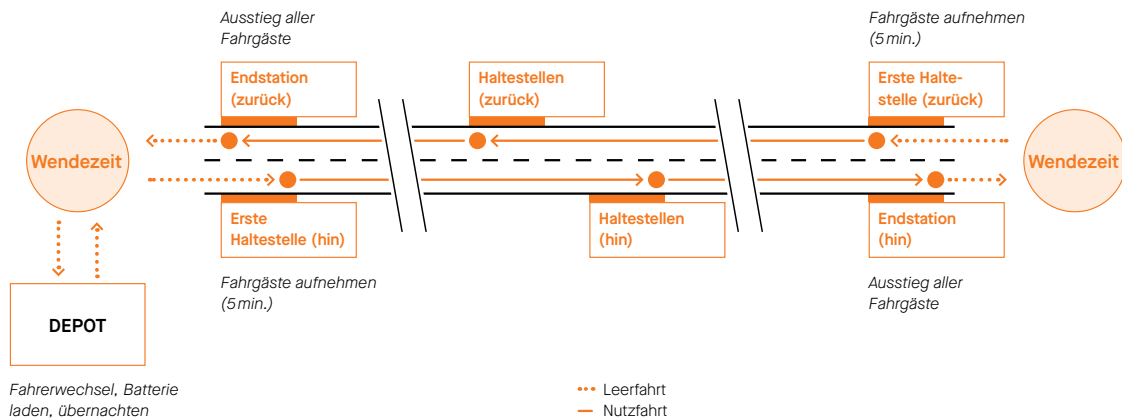 Ausstieg aller
Fahrgäste
Fahrgäste aufnehmen
(5 min.)
Endstation
(zurück)
Haltestellen
(zurück)
Erste Halte-
stelle (zurück)
Wendezeit
Wendezeit
Erste
Haltestelle (hin)
Haltestellen
(hin)
Endstation
(hin)
Fahrgäste aufnehmen
(5 min.)
Ausstieg aller
Fahrgäste
DEPOT
Fahrerwechsel, Batterie
laden, übernachten
Leerfahrt
Nutzfahrt